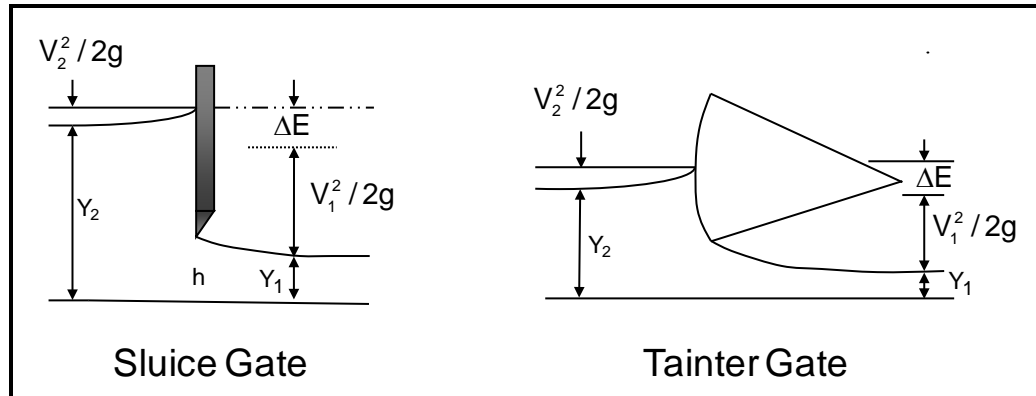 V₂² / 2g
ΔE
V₁² / 2g
Y₂
h
Y₁
Sluice Gate
V₂² / 2g
ΔE
V₁² / 2g
Y₂
Y₁
Tainter Gate